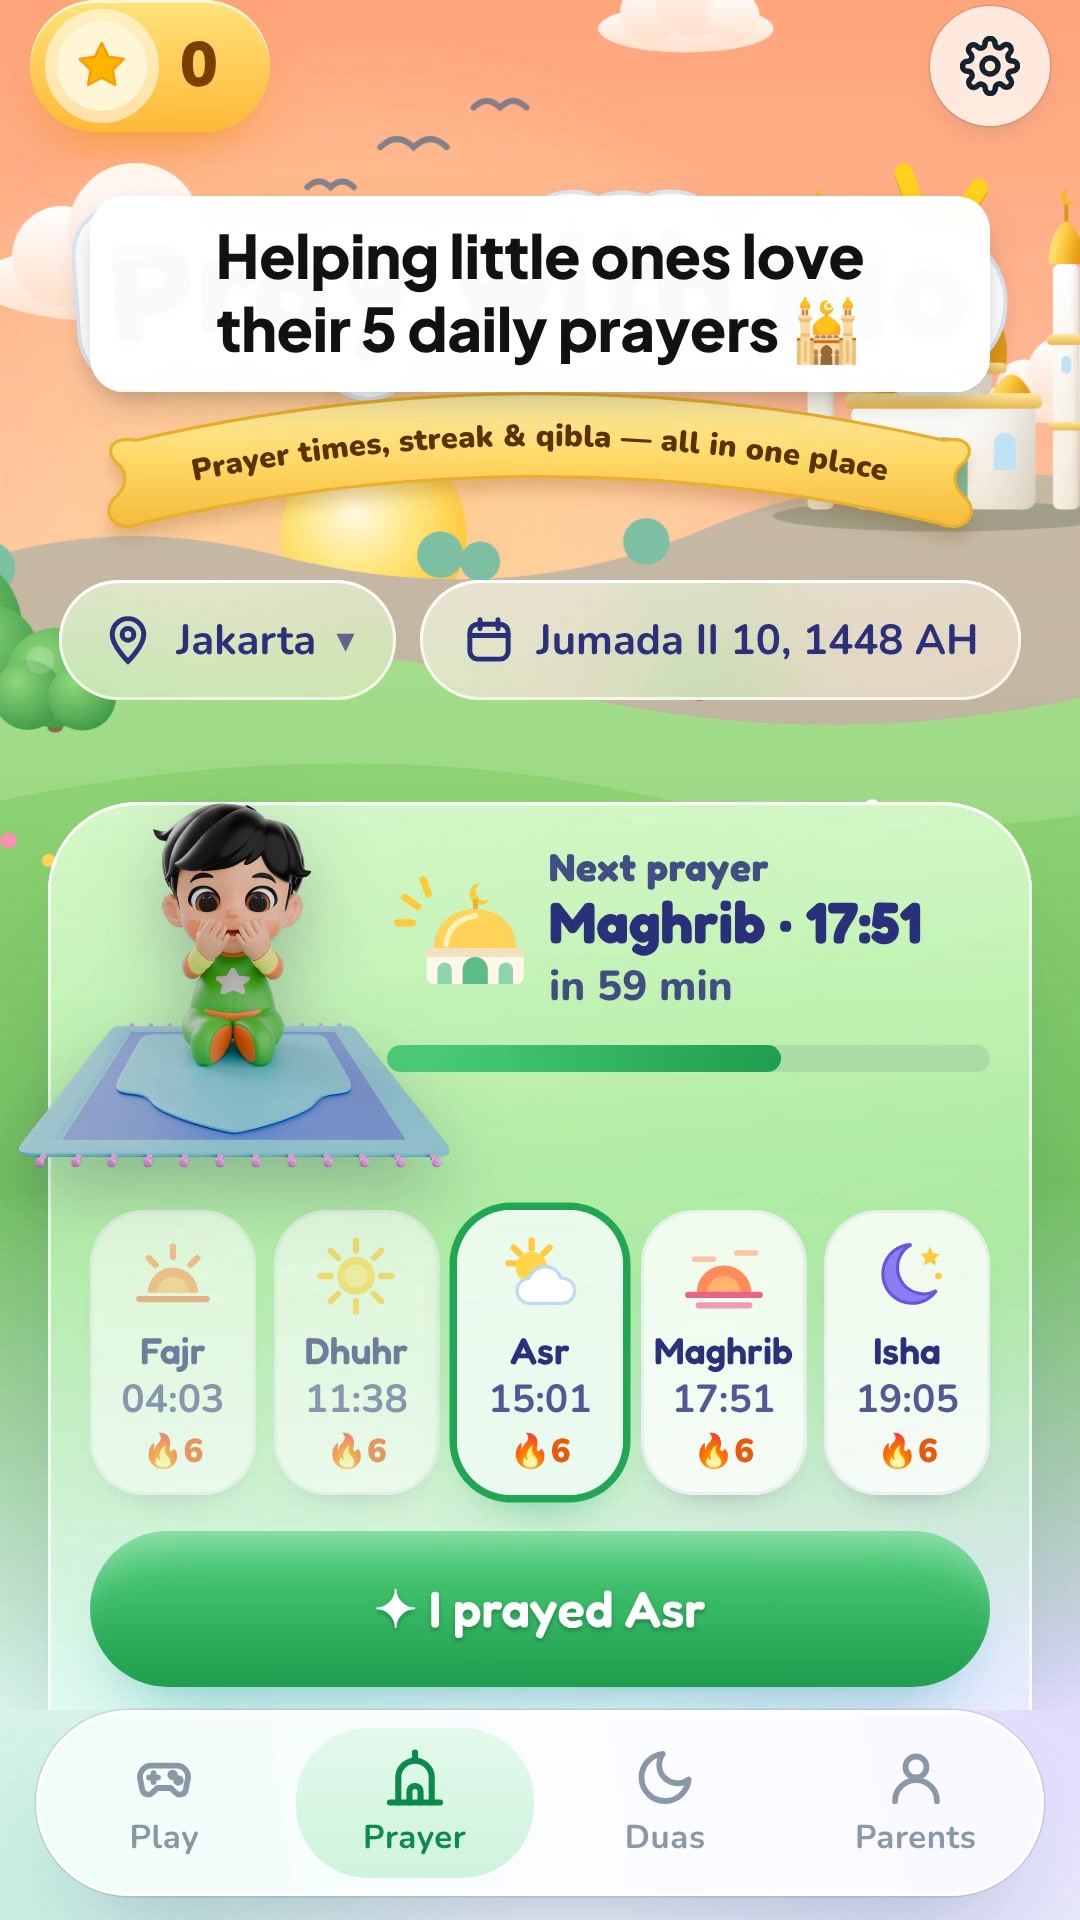 0
Helping little ones love
their 5 daily prayers 🕌
Prayer times, streak & qibla — all in one place
Jakarta ▼
Jumada II 10, 1448 AH
Next prayer
Maghrib · 17:51
in 59 min
Fajr
04:03
🔥6
Dhuhr
11:38
🔥6
Asr
15:01
🔥6
Maghrib
17:51
🔥6
Isha
19:05
🔥6
✦ I prayed Asr
Play
Prayer
Duas
Parents